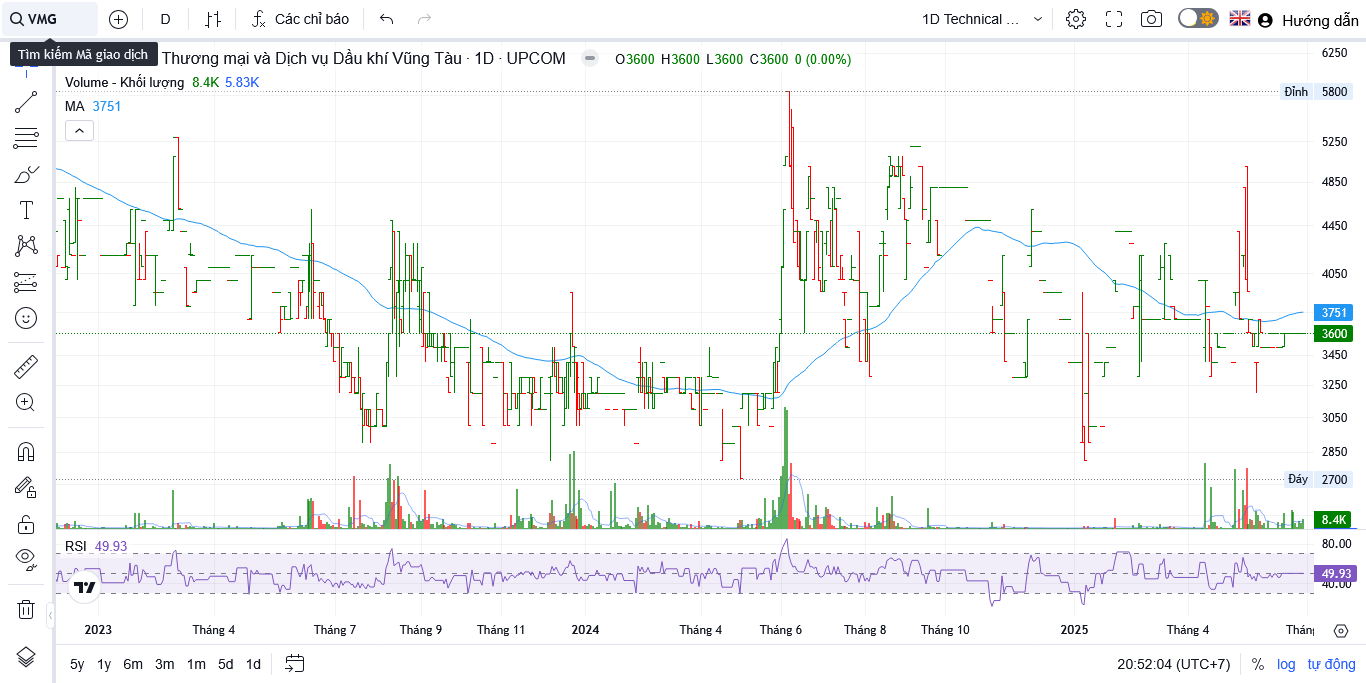 VMG D Các chỉ báo 1D Technical ... Hướng dẫn
Tìm kiếm Mã giao dịch
Thương mại và Dịch vụ Dầu khí Vũng Tàu · 1D · UPCOM O3600 H3600 L3600 C3600 0 (0.00%)
Volume - Khối lượng 8.4K 5.83K
MA 3751
6250
Đỉnh 5800
5250
4850
4450
4050
3751
3600
3450
3250
3050
2850
Đáy 2700
8.4K
RSI 49.93
80.00
49.93
40.00
2023 Tháng 4 Tháng 7 Tháng 9 Tháng 11 2024 Tháng 4 Tháng 6 Tháng 8 Tháng 10 2025 Tháng 4 Tháng
5y 1y 6m 3m 1m 5d 1d 20:52:04 (UTC+7) % log tự động